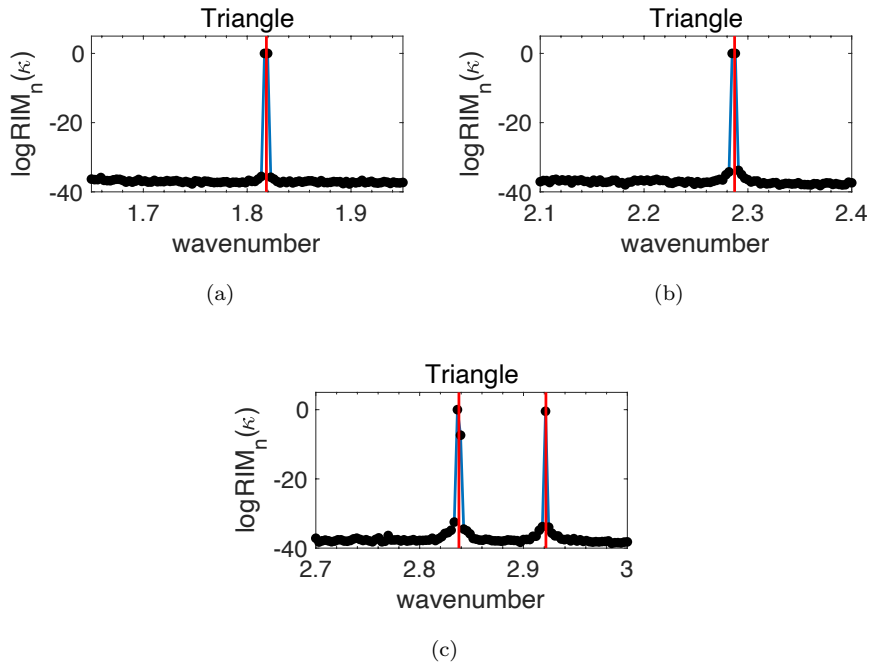 Triangle
0
-20
-40
logRIM_n(κ)
1.7 1.8 1.9
wavenumber
(a)
Triangle
0
-20
-40
logRIM_n(κ)
2.1 2.2 2.3 2.4
wavenumber
(b)
Triangle
0
-20
-40
logRIM_n(κ)
2.7 2.8 2.9 3
wavenumber
(c)